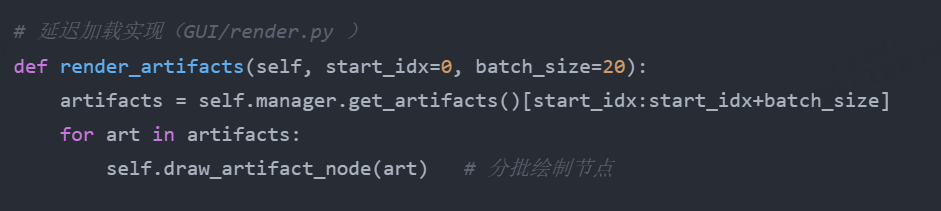 # 延迟加载实现（GUI/render.py ）
def render_artifacts(self, start_idx=0, batch_size=20):
    artifacts = self.manager.get_artifacts()[start_idx:start_idx+batch_size]
    for art in artifacts:
        self.draw_artifact_node(art)   # 分批绘制节点